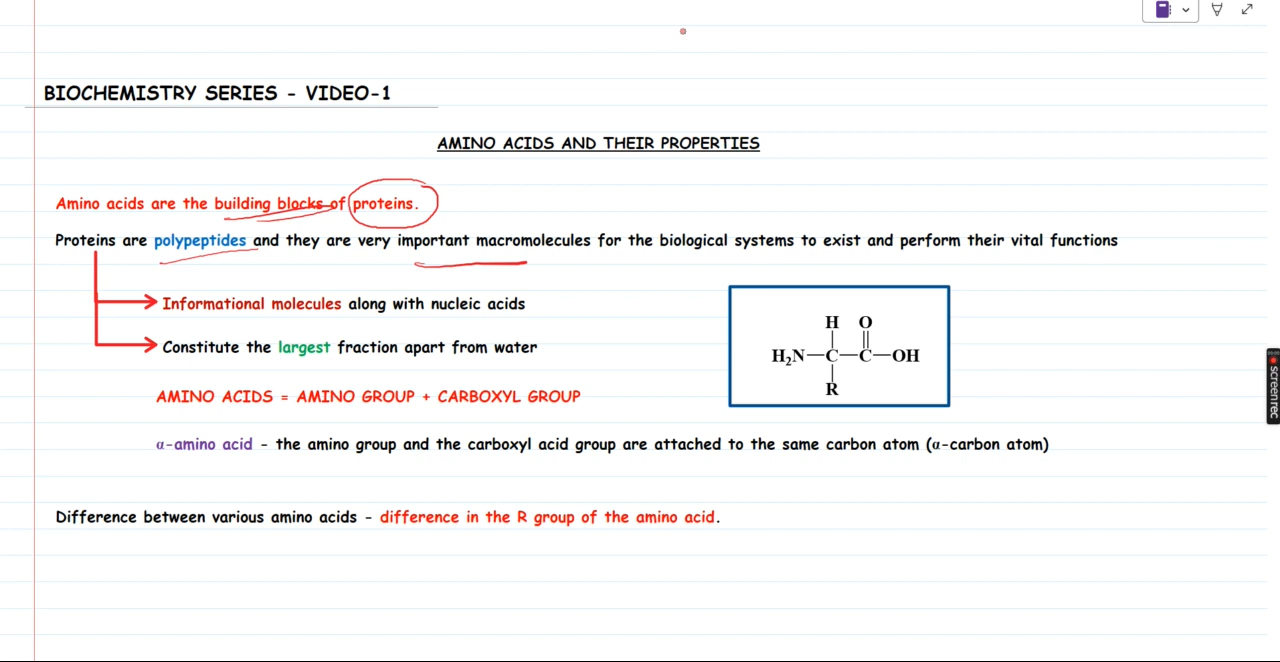 BIOCHEMISTRY SERIES - VIDEO-1
AMINO ACIDS AND THEIR PROPERTIES
Amino acids are the building blocks of proteins.
Proteins are polypeptides and they are very important macromolecules for the biological systems to exist and perform their vital functions
Informational molecules along with nucleic acids
Constitute the largest fraction apart from water
H O
H₂N—C—C—OH
R
AMINO ACIDS = AMINO GROUP + CARBOXYL GROUP
α-amino acid - the amino group and the carboxyl acid group are attached to the same carbon atom (α-carbon atom)
Difference between various amino acids - difference in the R group of the amino acid.
screenrec